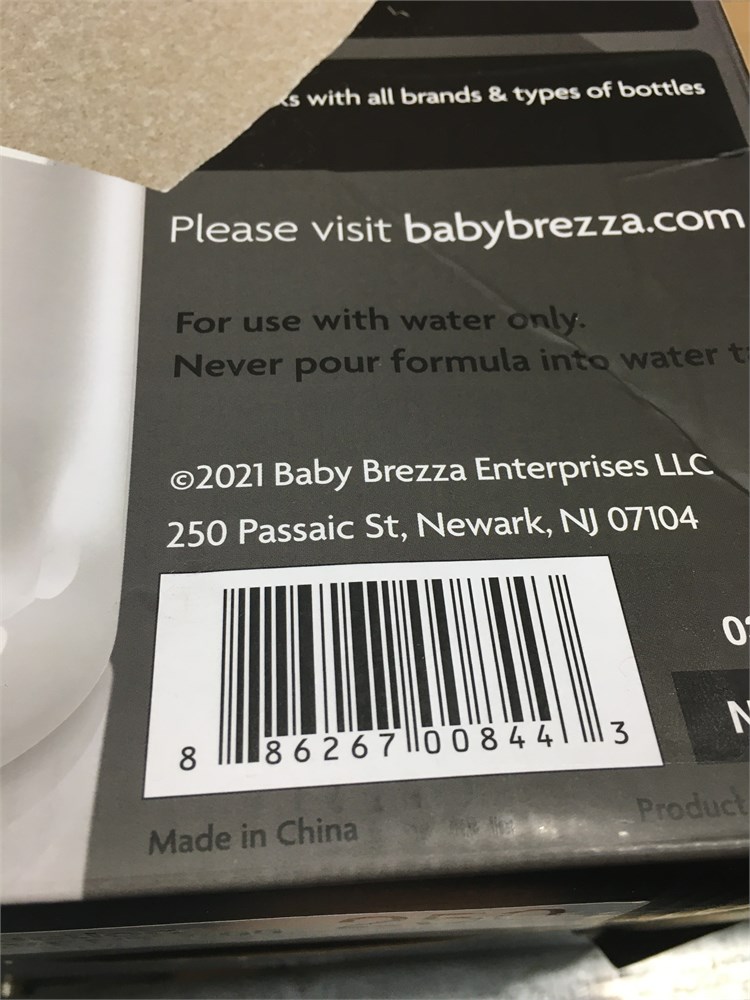 with all brands & types of bottles
Please visit babybrezza.com
For use with water only.
Never pour formula into water
©2021 Baby Brezza Enterprises LLC
250 Passaic St, Newark, NJ 07104
8 86267 00844 3
Made in China
Product